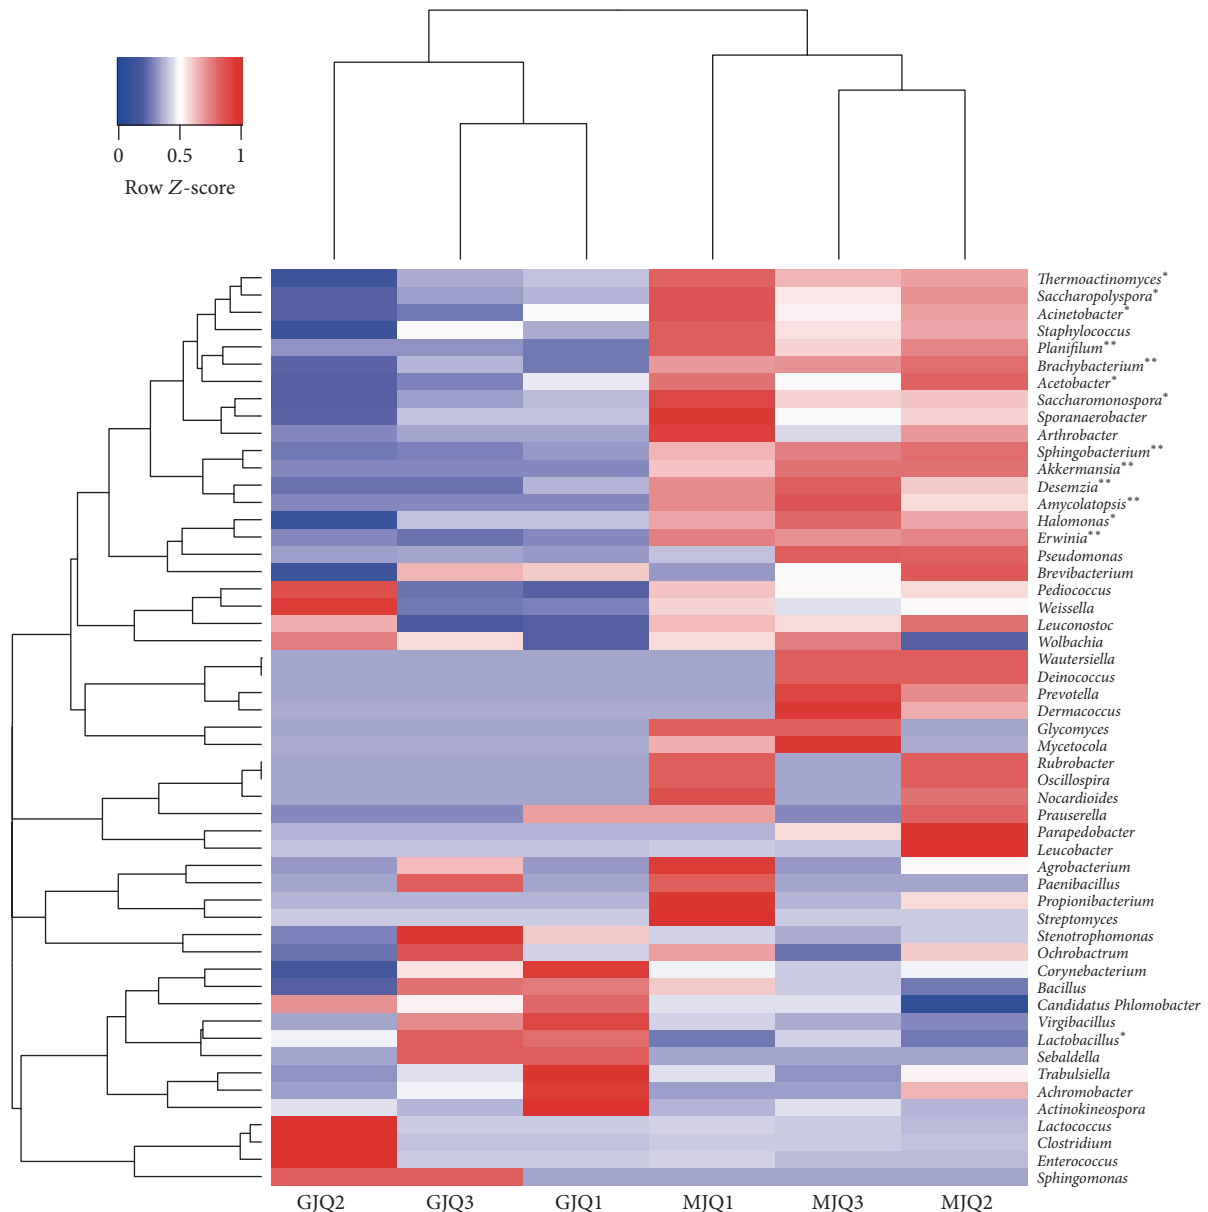 0 0.5 1
Row Z-score
Thermoactinomyces*
Saccharopolyspora*
Acinetobacter*
Staphylococcus
Planifilum**
Brachybacterium**
Acetobacter*
Saccharomonospora*
Sporanaerobacter
Arthrobacter
Sphingobacterium**
Akkermansia**
Desemzia**
Amycolatopsis**
Halomonas*
Erwinia**
Pseudomonas
Brevibacterium
Pediococcus
Weissella
Leuconostoc
Wolbachia
Wautersiella
Deinococcus
Prevotella
Dermacoccus
Glycomyces
Mycetocola
Rubrobacter
Oscillospira
Nocardioides
Prauserella
Parapedobacter
Leucobacter
Agrobacterium
Paenibacillus
Propionibacterium
Streptomyces
Stenotrophomonas
Ochrobactrum
Corynebacterium
Bacillus
Candidatus Phlomobacter
Virgibacillus
Lactobacillus*
Sebaldella
Trabulsiella
Achromobacter
Actinokineospora
Lactococcus
Clostridium
Enterococcus
Sphingomonas
GJQ2 GJQ3 GJQ1 MJQ1 MJQ3 MJQ2